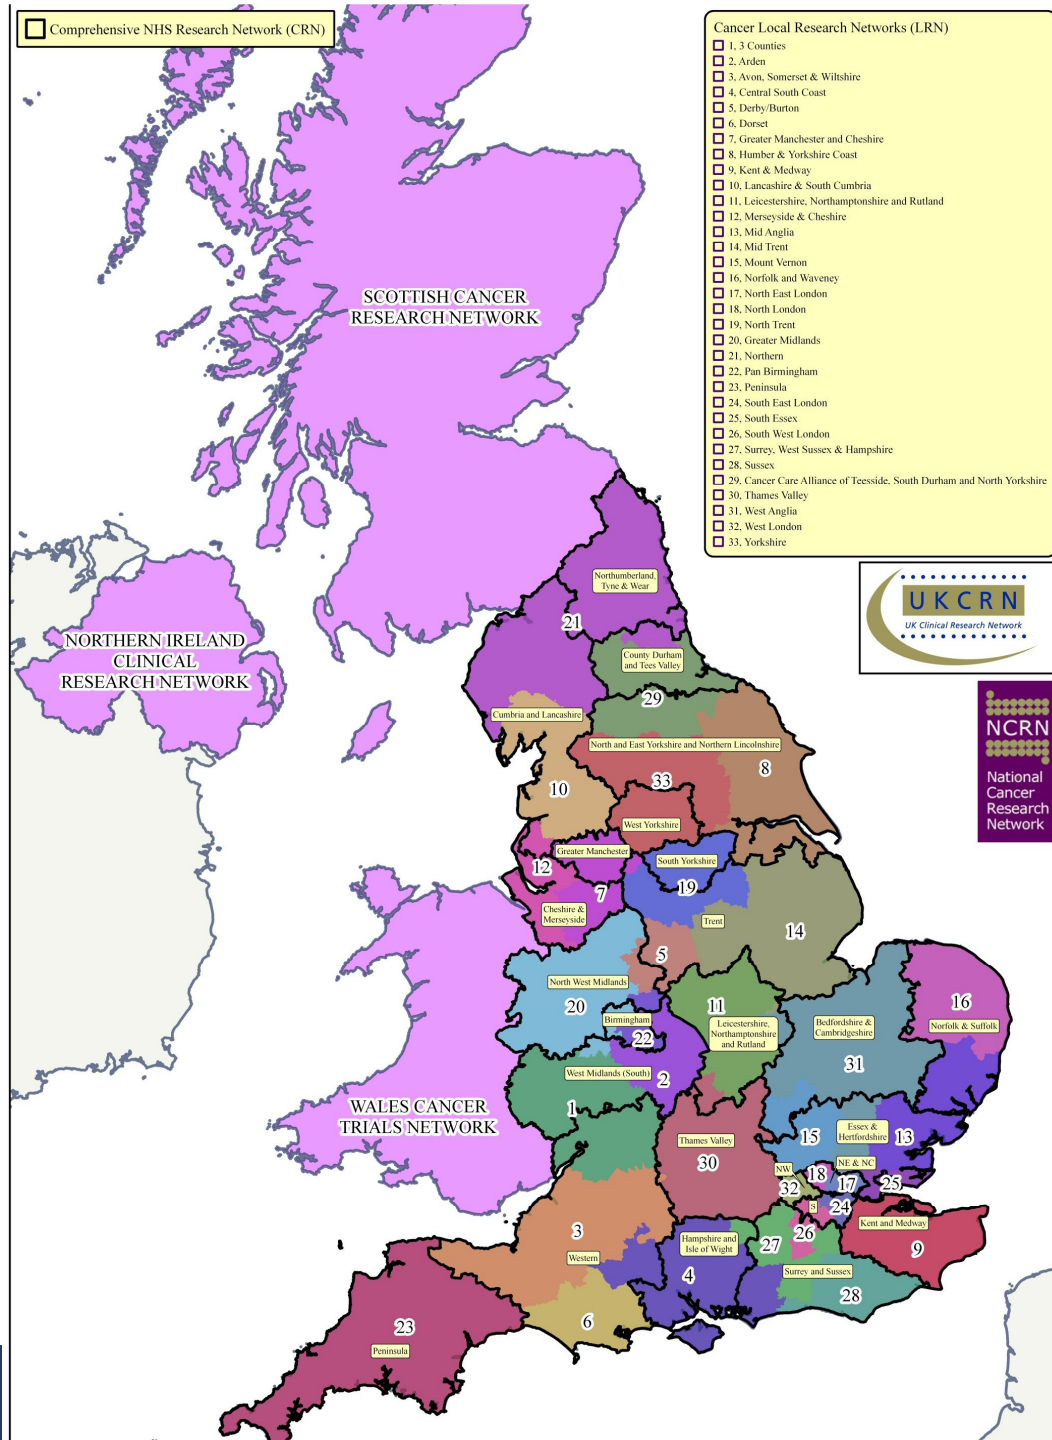 Comprehensive NHS Research Network (CRN)
Cancer Local Research Networks (LRN)
1, 3 Counties
2, Arden
3, Avon, Somerset & Wiltshire
4, Central South Coast
5, Derby/Burton
6, Dorset
7, Greater Manchester and Cheshire
8, Humber & Yorkshire Coast
9, Kent & Medway
10, Lancashire & South Cumbria
11, Leicestershire, Northamptonshire and Rutland
12, Merseyside & Cheshire
13, Mid Anglia
14, Mid Trent
15, Mount Vernon
16, Norfolk and Waveney
17, North East London
18, North London
19, North Trent
20, Greater Midlands
21, Northern
22, Pan Birmingham
23, Peninsula
24, South East London
25, South Essex
26, South West London
27, Surrey, West Sussex & Hampshire
28, Sussex
29, Cancer Care Alliance of Teesside, South Durham and North Yorkshire
30, Thames Valley
31, West Anglia
32, West London
33, Yorkshire
UKCRN
UK Clinical Research Network
NCRN
National
Cancer
Research
Network
SCOTTISH CANCER
RESEARCH NETWORK
NORTHERN IRELAND
CLINICAL
RESEARCH NETWORK
WALES CANCER
TRIALS NETWORK
Northumberland,
Tyne & Wear
21
County Durham
and Tees Valley
29
Cumbria and Lancashire
North and East Yorkshire and Northern Lincolnshire
8
33
10
West Yorkshire
Greater Manchester
South Yorkshire
12
7
19
Cheshire &
Merseyside
Trent
14
5
North West Midlands
20
11
16
Norfolk & Suffolk
Birmingham
22
Leicestershire,
Northamptonshire
and Rutland
Bedfordshire &
Cambridgeshire
31
West Midlands (South)
2
1
Thames Valley
30
15
Essex &
Hertfordshire
13
NW
NE & NC
18
17
25
32
S
24
26
Kent and Medway
9
3
Western
Hampshire and
Isle of Wight
4
27
Surrey and Sussex
28
6
23
Peninsula